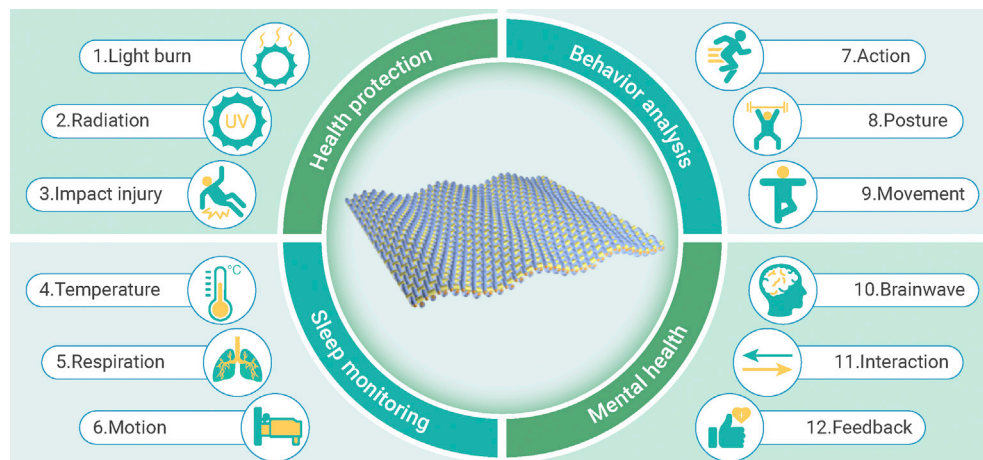 Health protection
1.Light burn
2.Radiation
UV
3.Impact injury
Behavior analysis
7.Action
8.Posture
9.Movement
Sleep monitoring
4.Temperature
°C
5.Respiration
6.Motion
Mental health
10.Brainwave
11.Interaction
12.Feedback